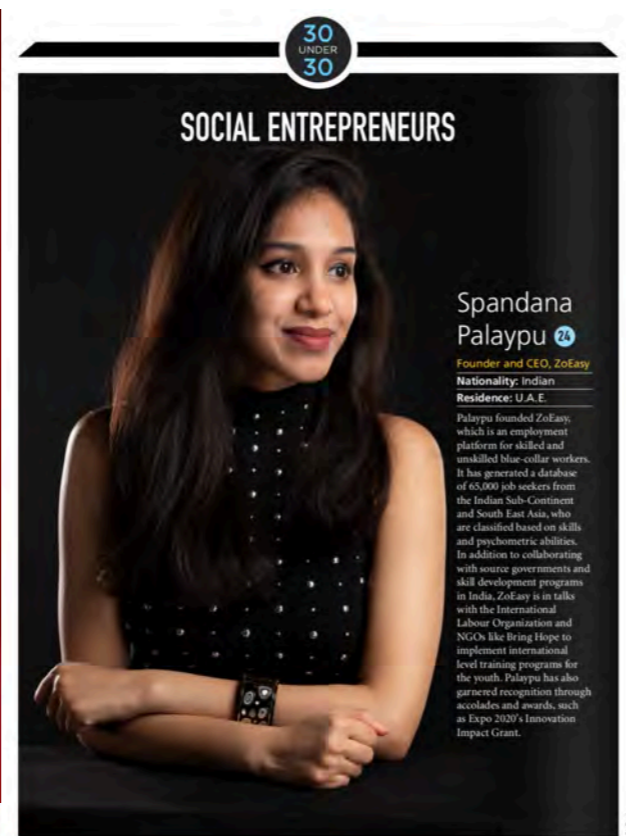 30
UNDER
30
SOCIAL ENTREPRENEURS
Spandana
Palaypu 24
Founder and CEO, ZoEasy
Nationality: Indian
Residence: U.A.E.
Palaypu founded ZoEasy,
which is an employment
platform for skilled and
unskilled blue-collar workers.
It has generated a database
of 65,000 job seekers from
the Indian Sub-Continent
and South East Asia, who
are classified based on skills
and psychometric abilities.
In addition to collaborating
with source governments and
skill development programs
in India, ZoEasy is in talks
with the International
Labour Organization and
NGOs like Bring Hope to
implement international
level training programs for
the youth. Palaypu has also
garnered recognition through
accolades and awards, such
as Expo 2020's Innovation
Impact Grant.